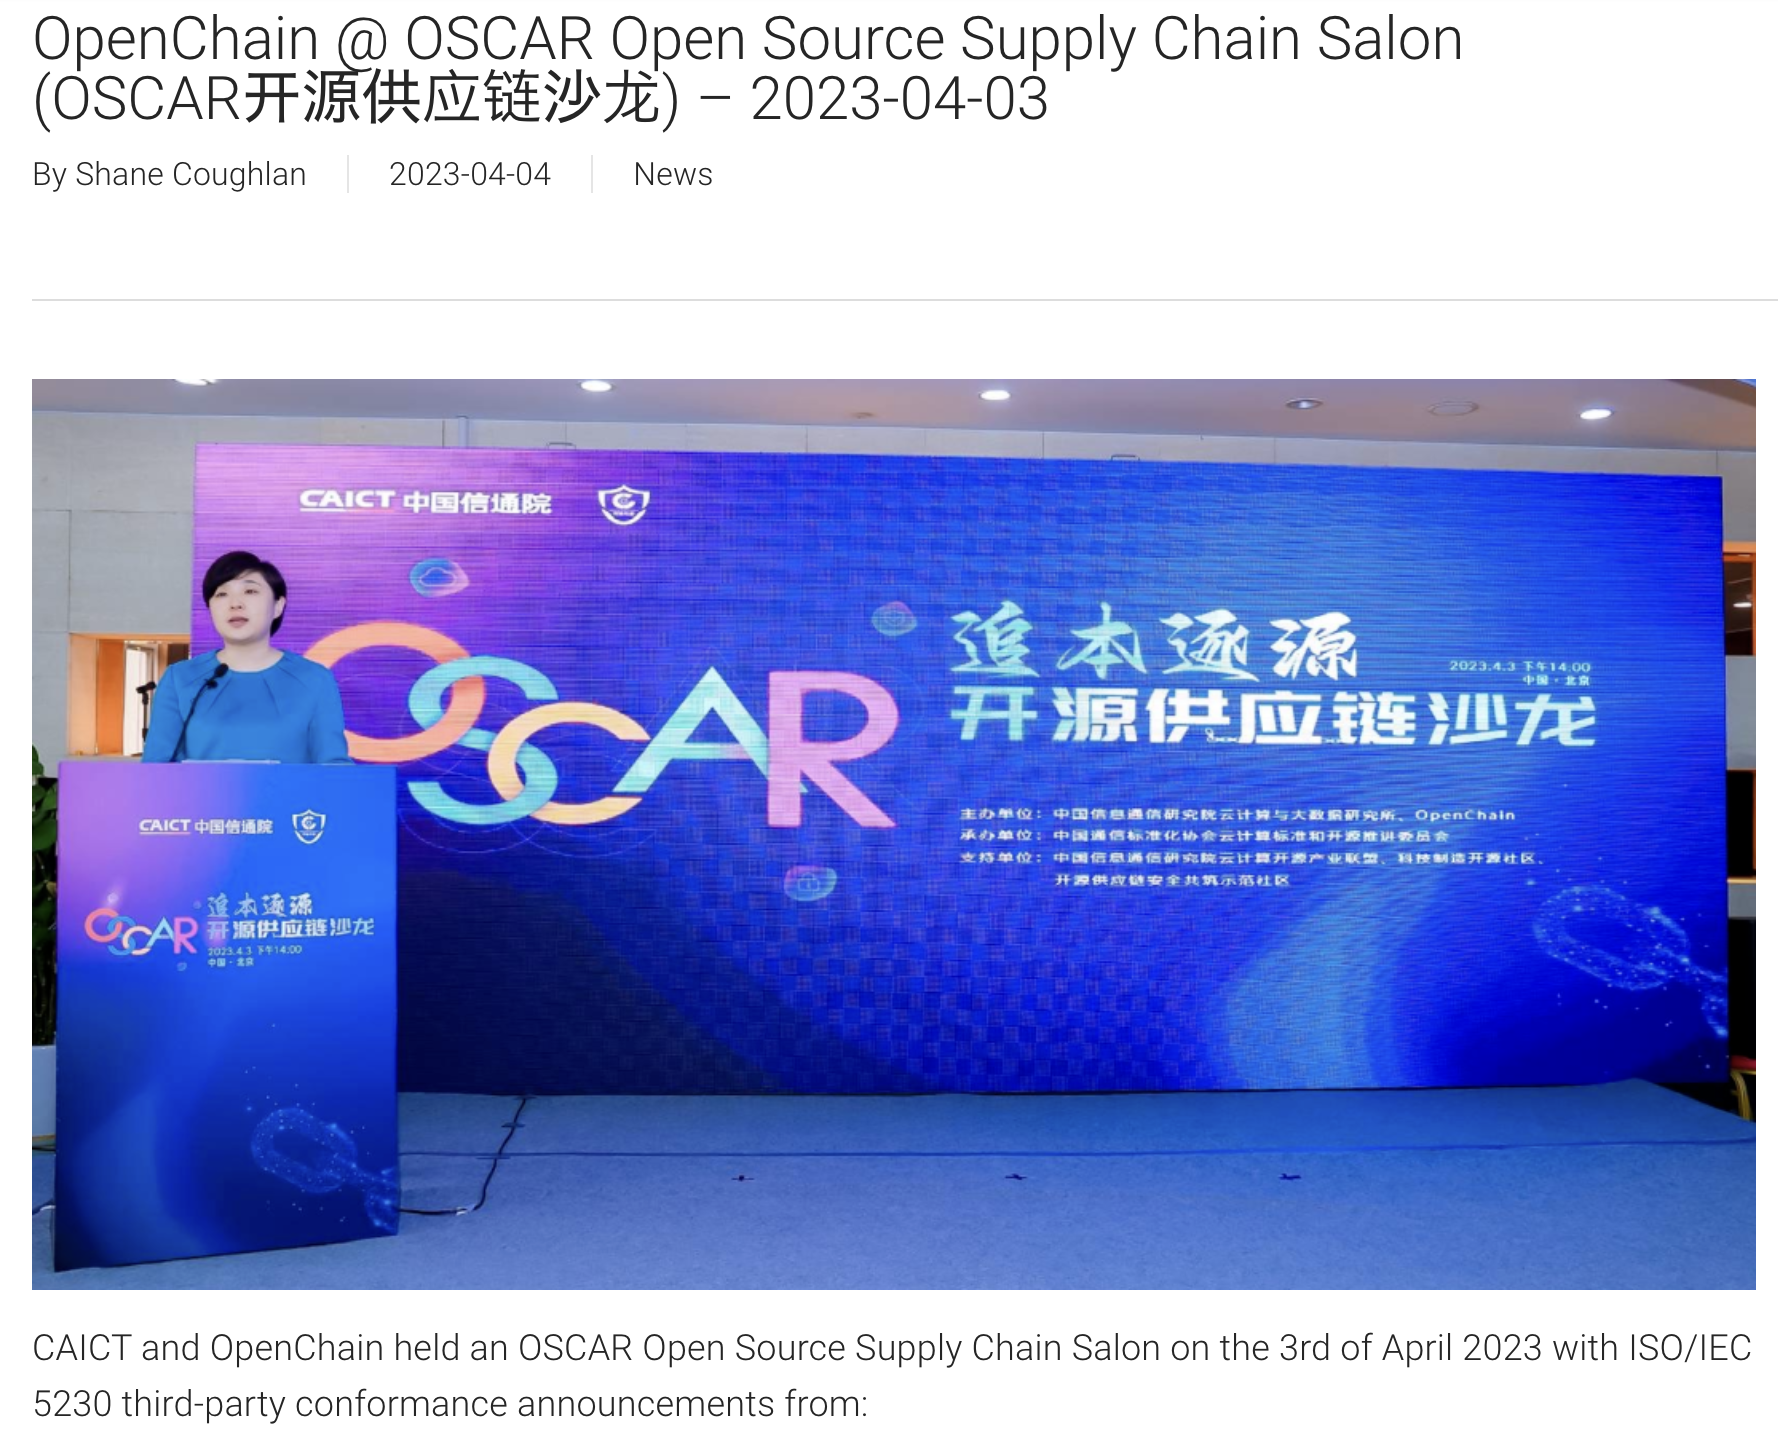 OpenChain @ OSCAR Open Source Supply Chain Salon
(OSCAR开源供应链沙龙) – 2023-04-03
By Shane Coughlan
2023-04-04
News
CAICT 中国信通院
OSCAR
追本逐源
2023.4.3 下午14:00
中国·北京
开源供应链沙龙
主办单位：中国信息通信研究院云计算与大数据研究所、OpenChain
承办单位：中国通信标准化协会云计算标准和开源推进委员会
支持单位：中国信息通信研究院云计算开源产业联盟、科技制造开源社区、
开源供应链安全共筑示范社区
CAICT 中国信通院
OSCAR
追本逐源
开源供应链沙龙
2023.4.3 下午14:00
中国·北京
CAICT and OpenChain held an OSCAR Open Source Supply Chain Salon on the 3rd of April 2023 with ISO/IEC
5230 third-party conformance announcements from: